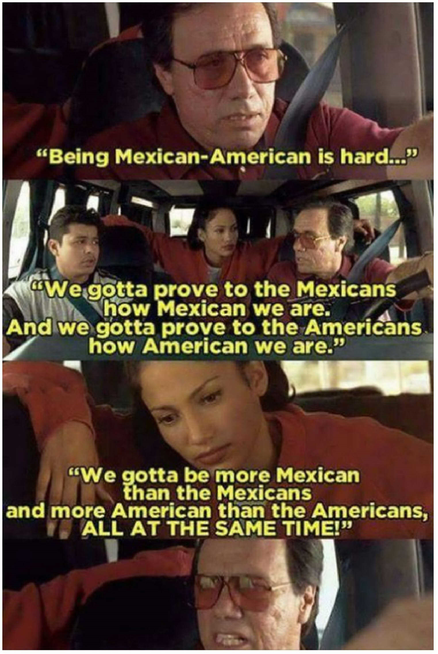 “Being Mexican-American is hard...”
“We gotta prove to the Mexicans
how Mexican we are.
And we gotta prove to the Americans
how American we are.”
“We gotta be more Mexican
than the Mexicans
and more American than the Americans,
ALL AT THE SAME TIME!”